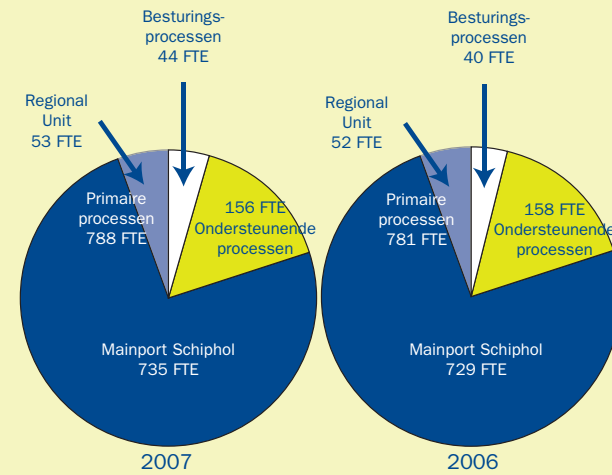 Besturings-
processen
44 FTE
Regional
Unit
53 FTE
Primaire
processen
788 FTE
156 FTE
Ondersteunende
processen
Mainport Schiphol
735 FTE
2007
Besturings-
processen
40 FTE
Regional
Unit
52 FTE
Primaire
processen
781 FTE
158 FTE
Ondersteunende
processen
Mainport Schiphol
729 FTE
2006